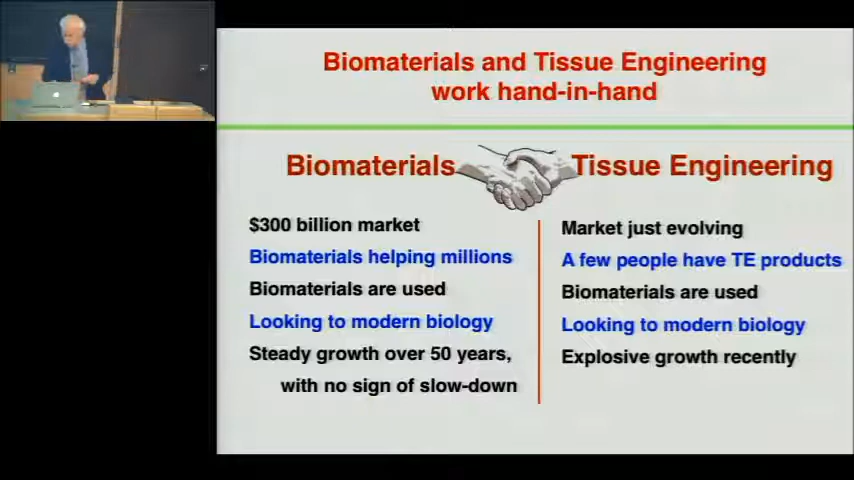 Biomaterials and Tissue Engineering
work hand-in-hand
Biomaterials
Tissue Engineering
$300 billion market
Biomaterials helping millions
Biomaterials are used
Looking to modern biology
Steady growth over 50 years,
with no sign of slow-down
Market just evolving
A few people have TE products
Biomaterials are used
Looking to modern biology
Explosive growth recently